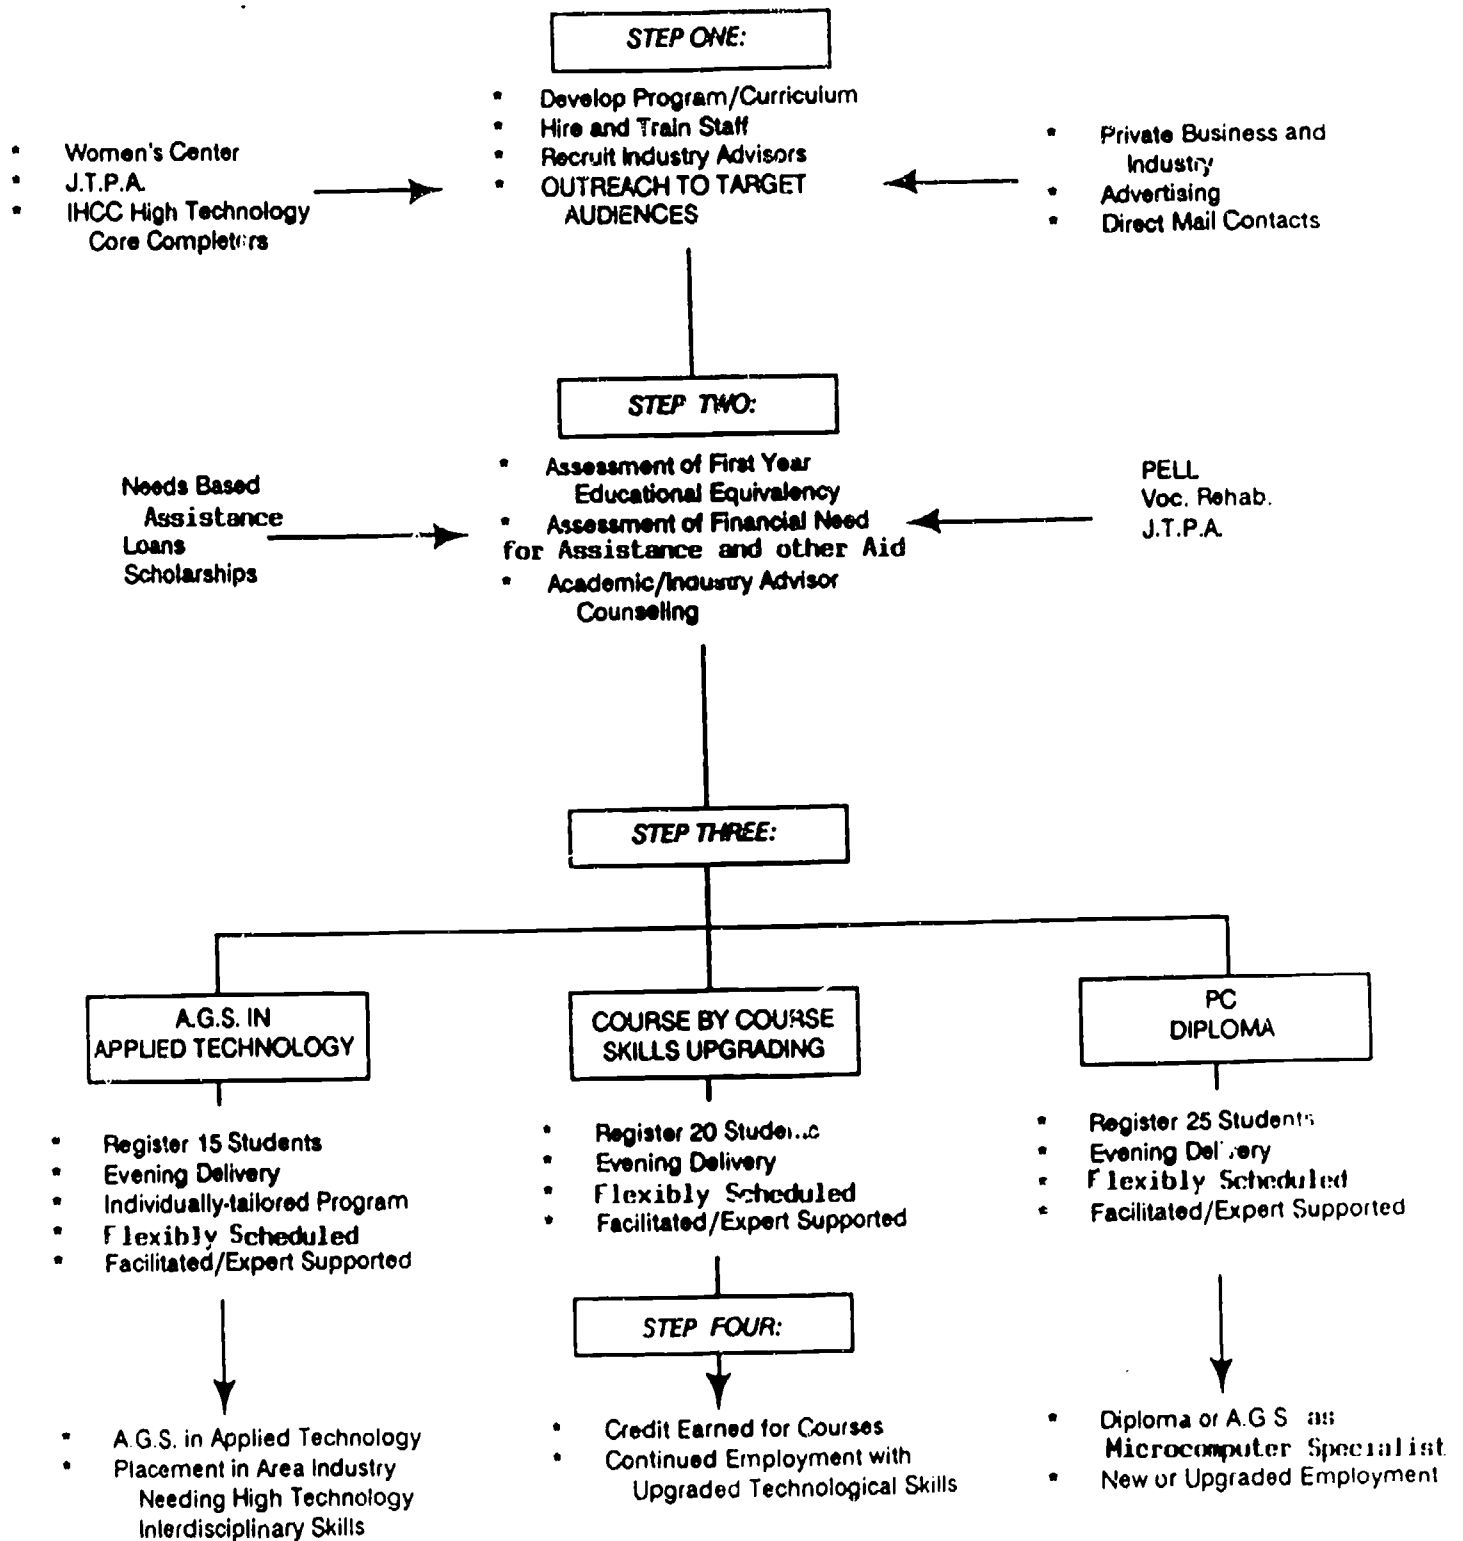 STEP ONE:
* Develop Program/Curriculum
* Hire and Train Staff
* Recruit Industry Advisors
* OUTREACH TO TARGET
AUDIENCES
* Women's Center
* J.T.P.A.
* IHCC High Technology
Core Completers
* Private Business and
Industry
* Advertising
* Direct Mail Contacts
STEP TWO:
* Assessment of First Year
Educational Equivalency
* Assessment of Financial Need
for Assistance and other Aid
* Academic/Industry Advisor
Counseling
Needs Based
Assistance
Loans
Scholarships
PELL
Voc. Rehab.
J.T.P.A.
STEP THREE:
A.G.S. IN
APPLIED TECHNOLOGY
* Register 15 Students
* Evening Delivery
* Individually-tailored Program
* Flexibly Scheduled
* Facilitated/Expert Supported
* A.G.S. in Applied Technology
* Placement in Area Industry
Needing High Technology
Interdisciplinary Skills
COURSE BY COURSE
SKILLS UPGRADING
* Register 20 Students
* Evening Delivery
* Flexibly Scheduled
* Facilitated/Expert Supported
STEP FOUR:
* Credit Earned for Courses
* Continued Employment with
Upgraded Technological Skills
PC
DIPLOMA
* Register 25 Students
* Evening Delivery
* Flexibly Scheduled
* Facilitated/Expert Supported
* Diploma or A.G.S as
Microcomputer Specialist
* New or Upgraded Employment